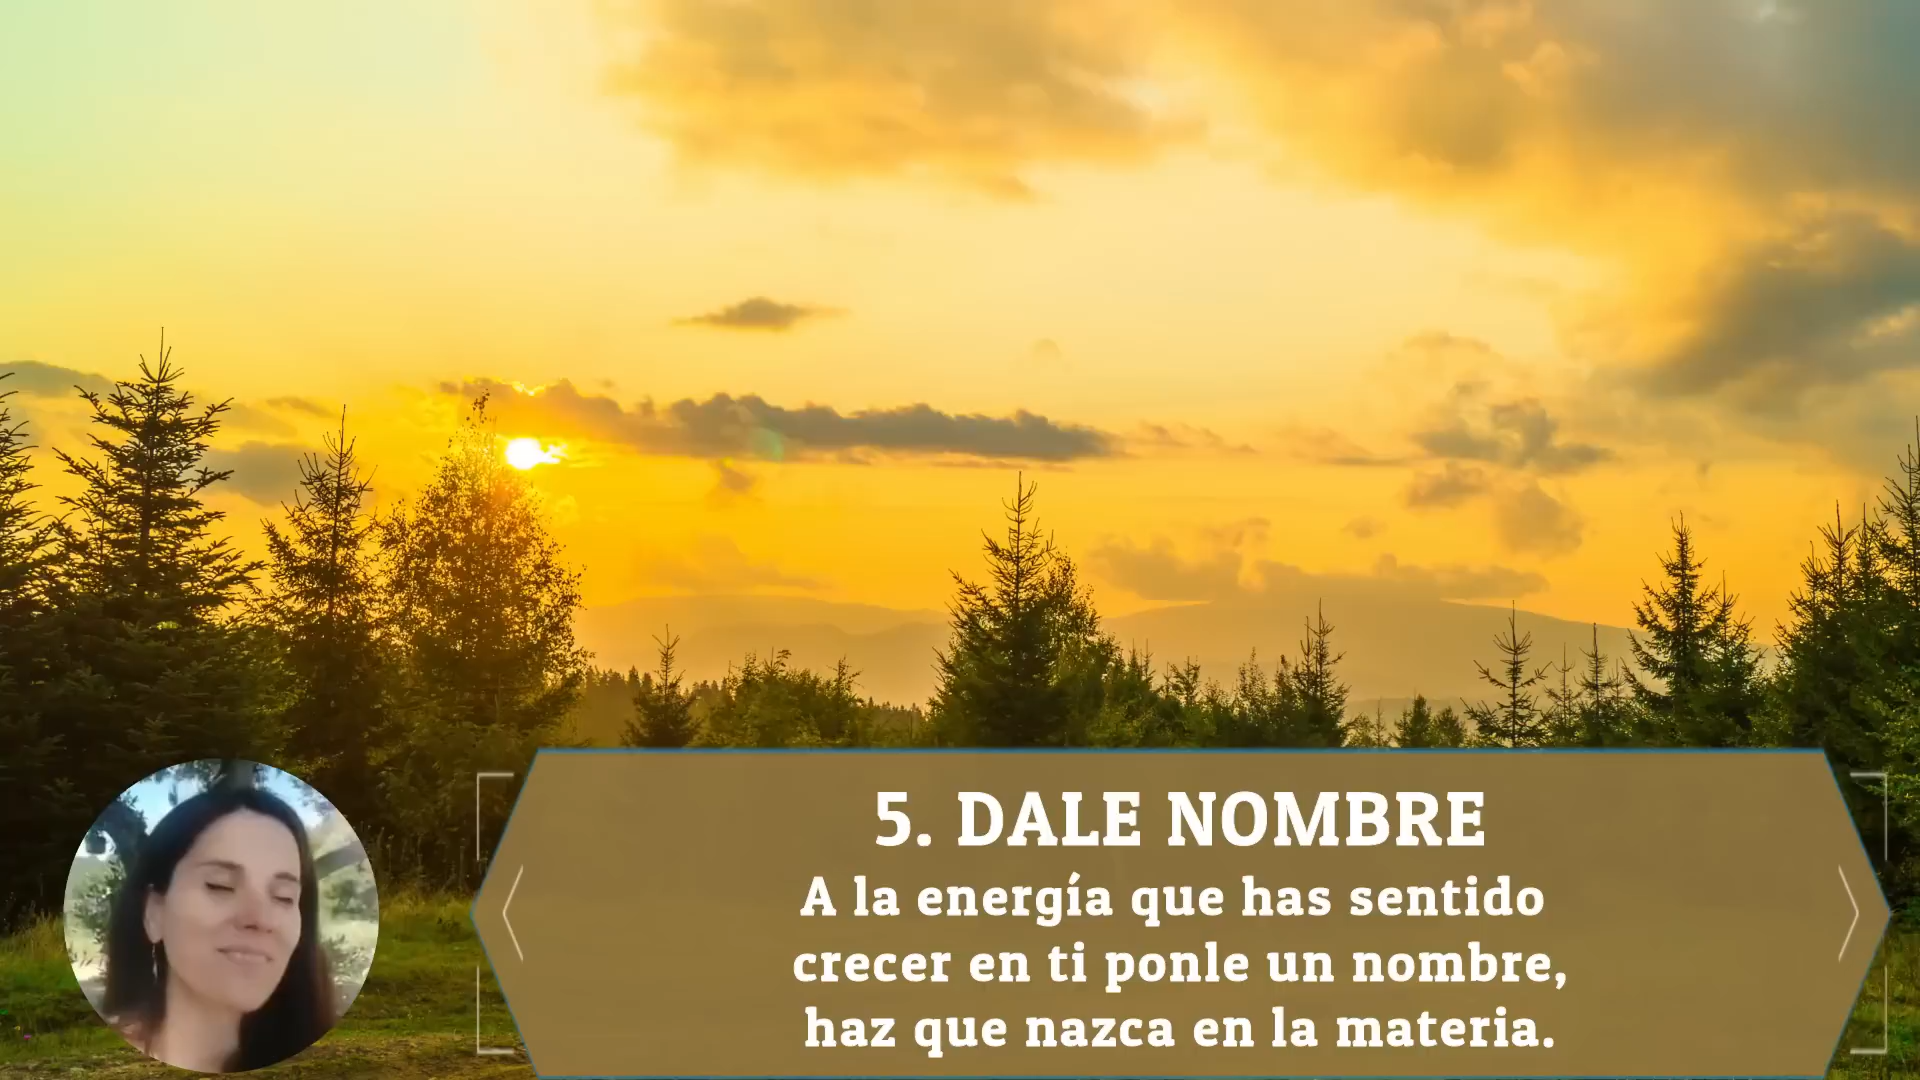 5. DALE NOMBRE
A la energía que has sentido
crecer en ti ponle un nombre,
haz que nazca en la materia.